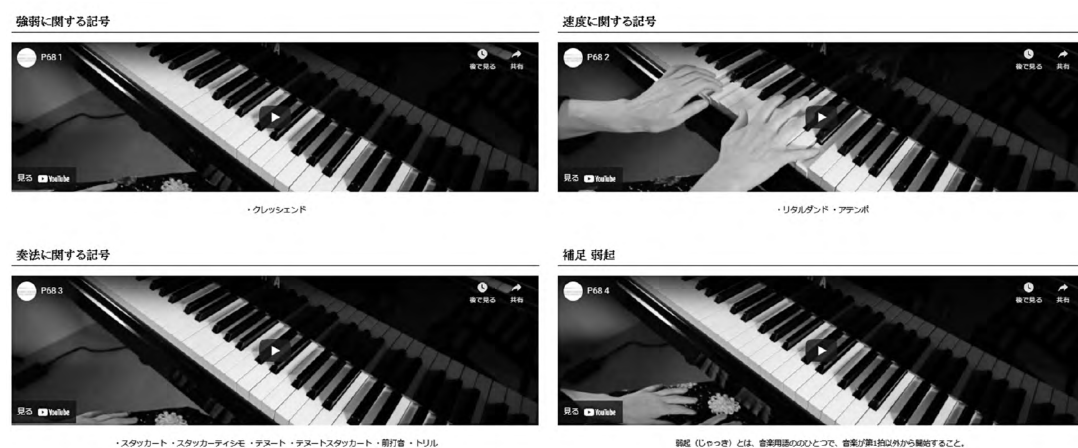 強弱に関する記号
速度に関する記号
P68 1
後で見る
共有
見る YouTube
P68 2
後で見る
共有
見る YouTube
・クレッシェンド
・リタルダンド ・アテンポ
奏法に関する記号
補足 弱起
P68 3
後で見る
共有
見る YouTube
P68 4
後で見る
共有
見る YouTube
・スタッカート ・スタッカーティシモ ・テヌート ・テヌートスタッカート ・前打音 ・トリル
弱起（じゃっき）とは、音楽用語ののひとつで、音楽が第1拍以外から開始すること。